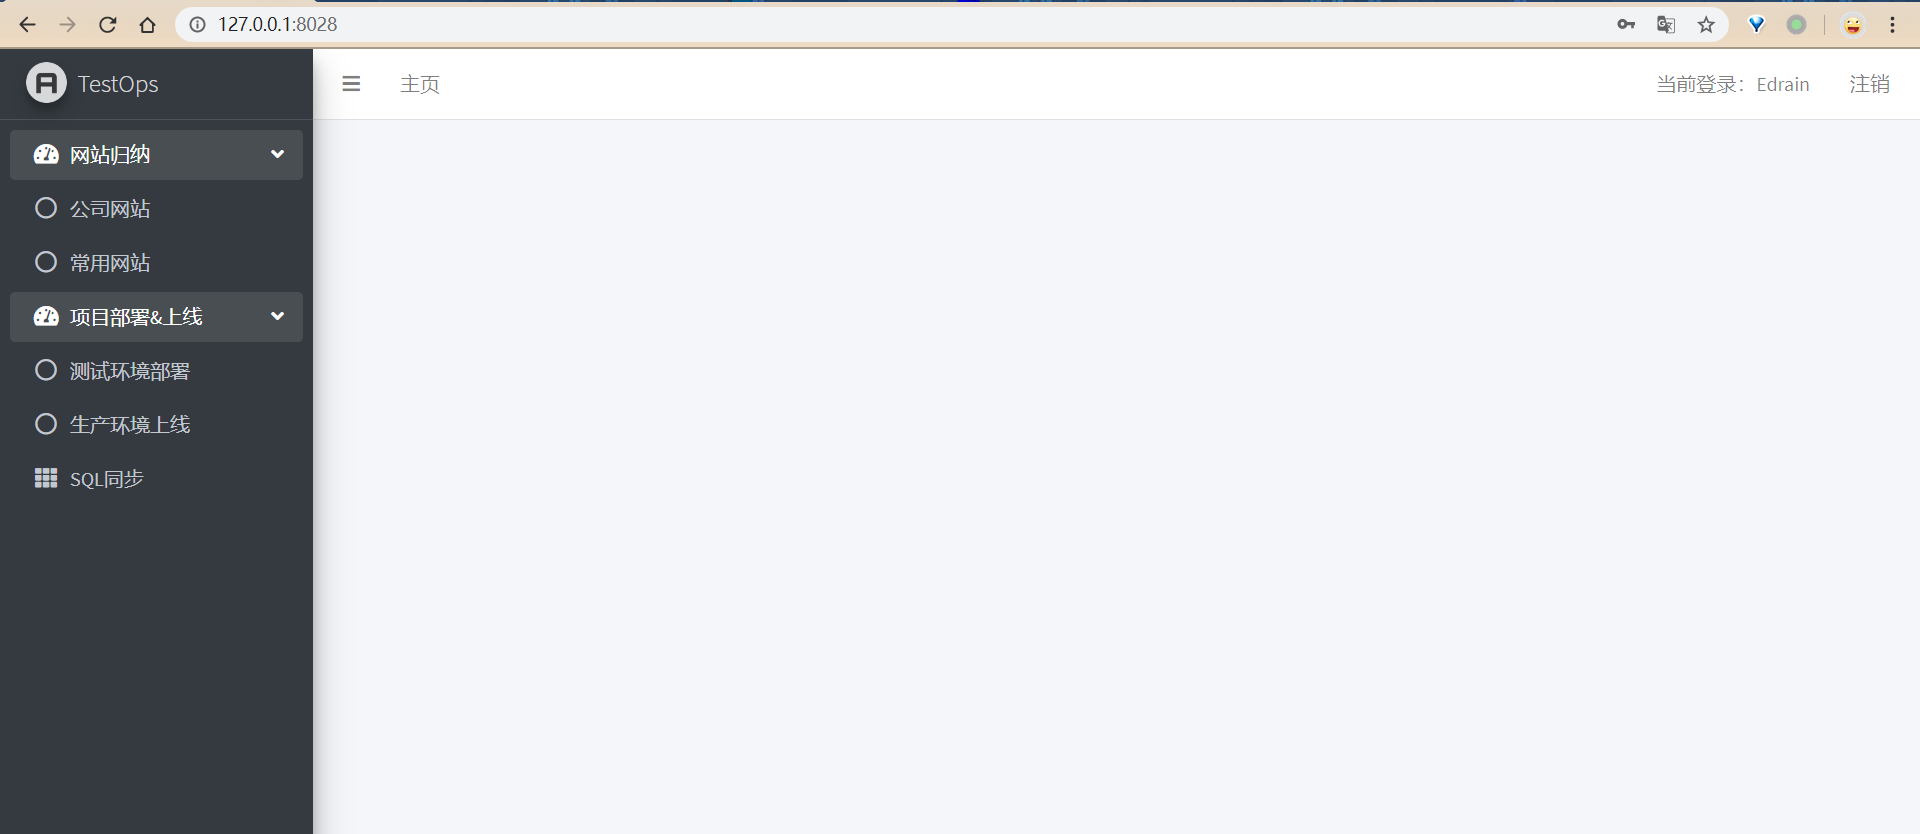 127.0.0.1:8028
TestOps
主页
当前登录：Edrain
注销
网站归纳
公司网站
常用网站
项目部署&上线
测试环境部署
生产环境上线
SQL同步